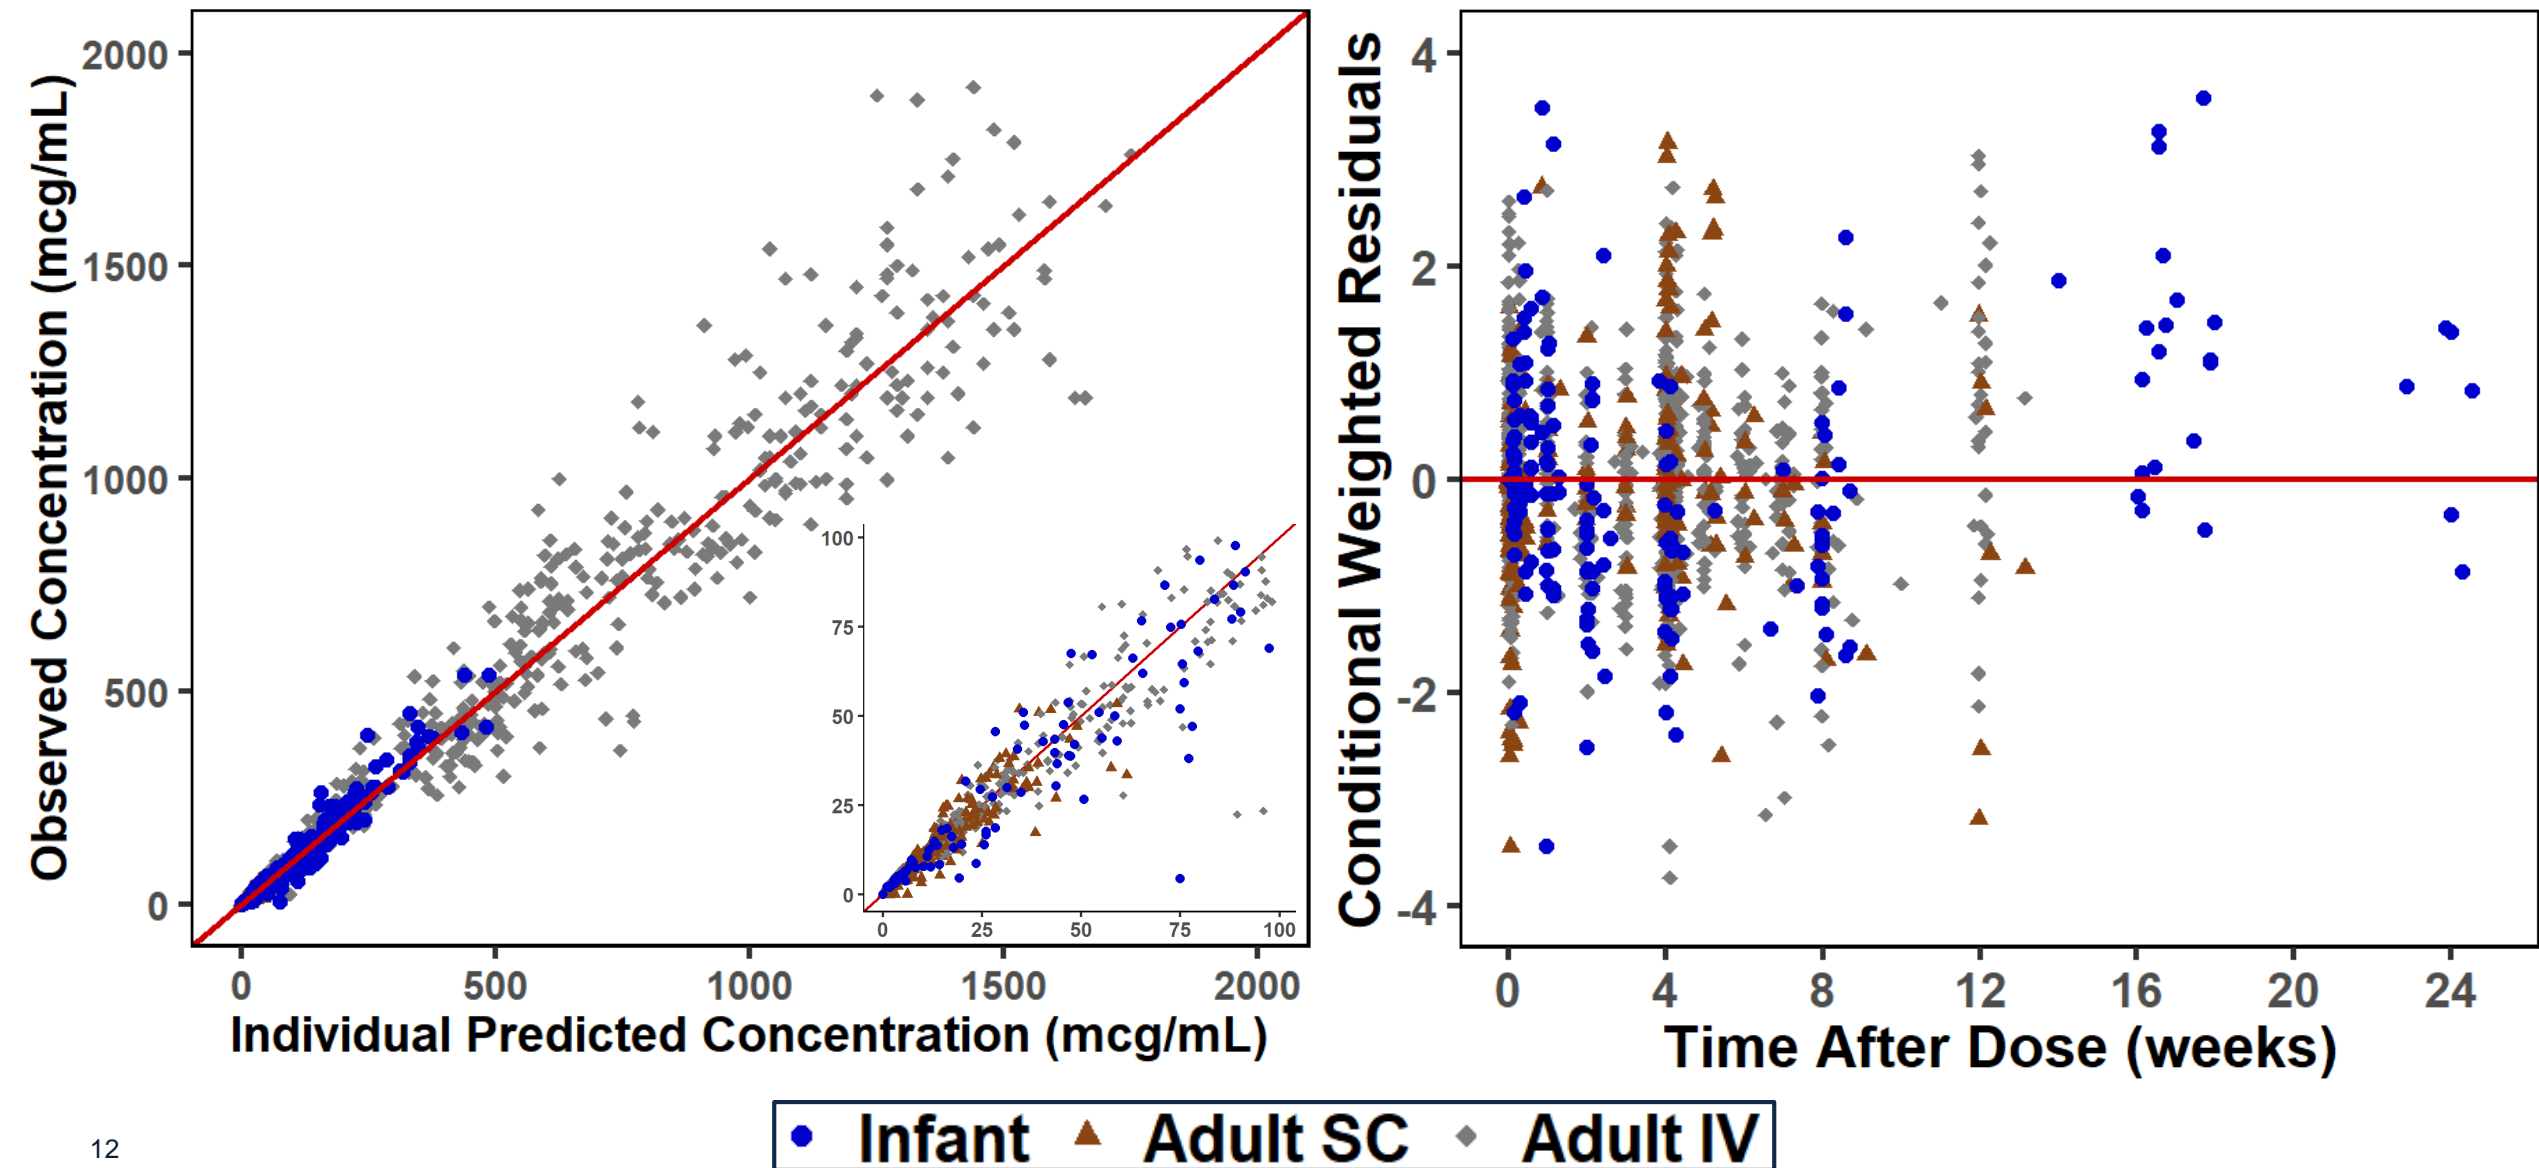 Observed Concentration (mcg/mL)
2000
1500
1000
500
0
0 500 1000 1500 2000
Individual Predicted Concentration (mcg/mL)
100
75
50
25
0
0 25 50 75 100
Conditional Weighted Residuals
4
2
0
-2
-4
0 4 8 12 16 20 24
Time After Dose (weeks)
Infant Adult SC Adult IV
12